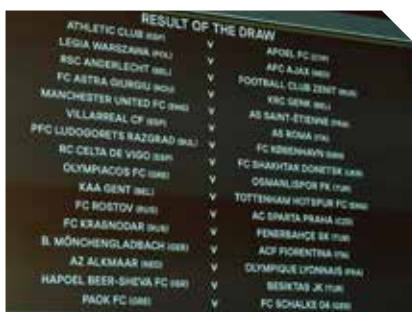 RESULT OF THE DRAW
ATHLETIC CLUB (ESP) V APOEL FC (CYP)
LEGIA WARSZAWA (POL) V AFC AJAX (NED)
RSC ANDERLECHT (BEL) V FOOTBALL CLUB ZENIT (RUS)
FC ASTRA GIURGIU (ROU) V KRC GENK (BEL)
MANCHESTER UNITED FC (ENG) V AS SAINT-ÉTIENNE (FRA)
VILLARREAL CF (ESP) V AS ROMA (ITA)
PFC LUDOGORETS RAZGRAD (BUL) V FC KØBENHAVN (DEN)
RC CELTA DE VIGO (ESP) V FC SHAKHTAR DONETSK (UKR)
OLYMPIACOS FC (GRE) V OSMANLISPOR FK (TUR)
KAA GENT (BEL) V TOTTENHAM HOTSPUR FC (ENG)
FC ROSTOV (RUS) V AC SPARTA PRAHA (CZE)
FC KRASNODAR (RUS) V FENERBAHÇE SK (TUR)
B. MÖNCHENGLADBACH (GER) V ACF FIORENTINA (ITA)
AZ ALKMAAR (NED) V OLYMPIQUE LYONNAIS (FRA)
HAPOEL BEER-SHEVA FC (ISR) V BEŞIKTAŞ JK (TUR)
PAOK FC (GRE) V FC SCHALKE 04 (GER)